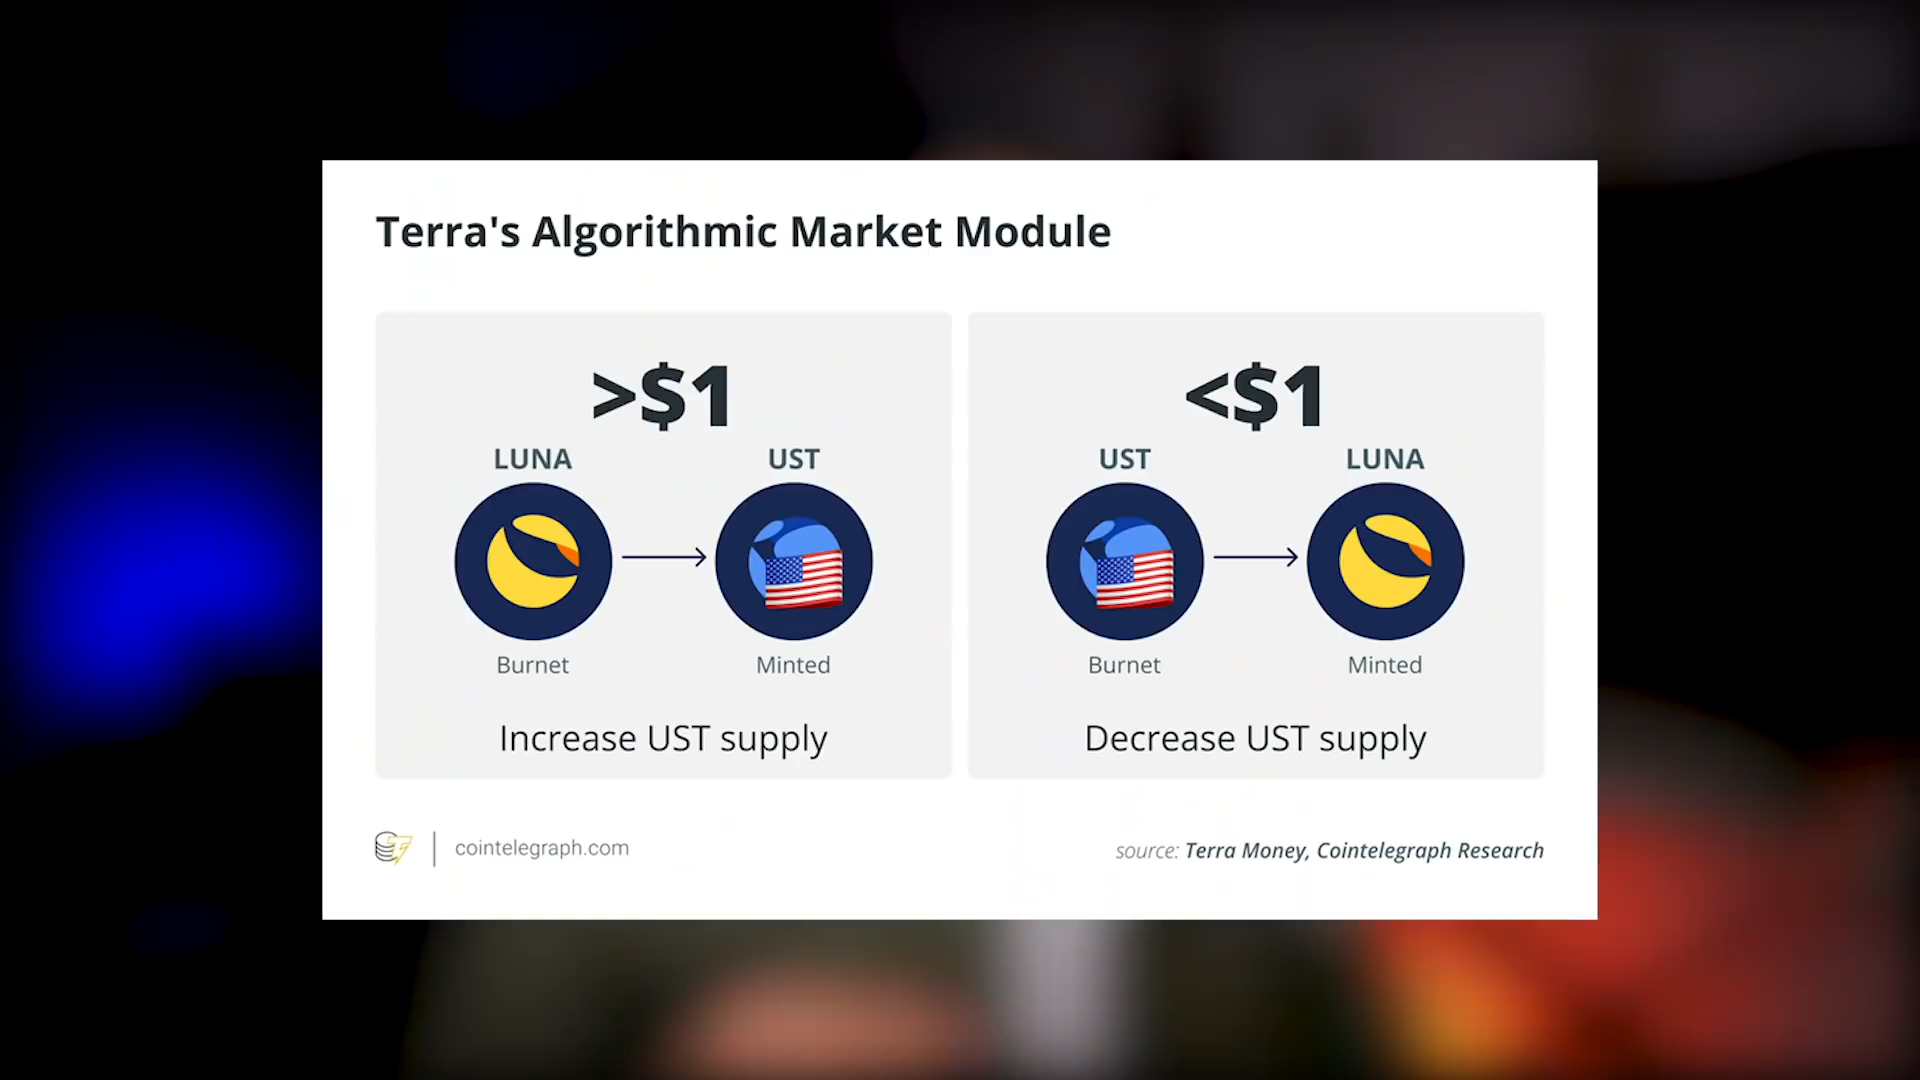 Terra's Algorithmic Market Module
>$1
LUNA UST
Burnet Minted
Increase UST supply
<$1
UST LUNA
Burnet Minted
Decrease UST supply
cointelegraph.com
source: Terra Money, Cointelegraph Research